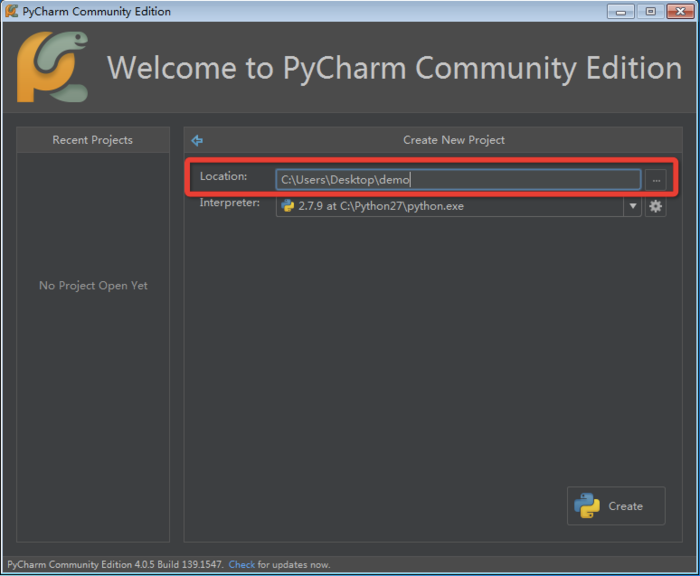 PyCharm Community Edition
Welcome to PyCharm Community Edition
Recent Projects
Create New Project
Location: C:\Users\Desktop\demo ...
Interpreter: 2.7.9 at C:\Python27\python.exe
No Project Open Yet
Create
PyCharm Community Edition 4.0.5 Build 139.1547. Check for updates now.